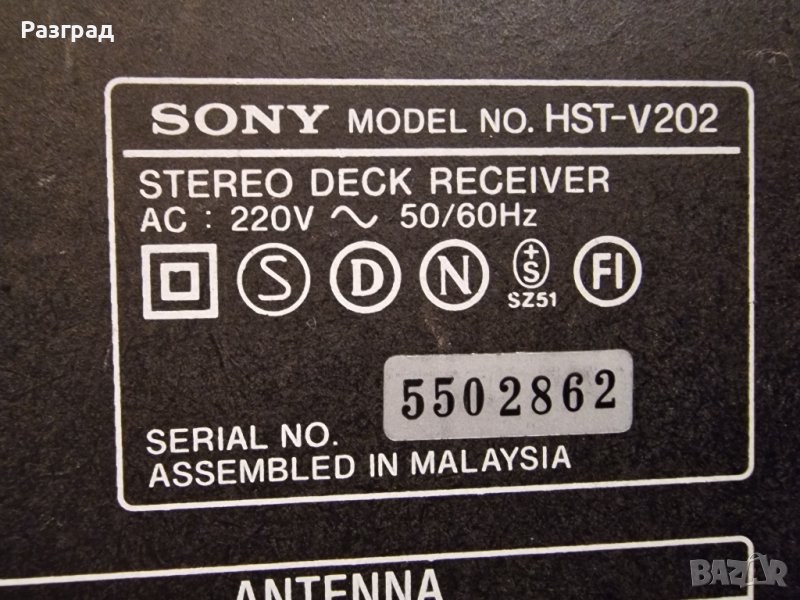 Разград
SONY MODEL NO. HST-V202
STEREO DECK RECEIVER
AC : 220V ~ 50/60Hz
S D N +S FI
SZ51
5502862
SERIAL NO.
ASSEMBLED IN MALAYSIA
ANTENNA
BAZAR